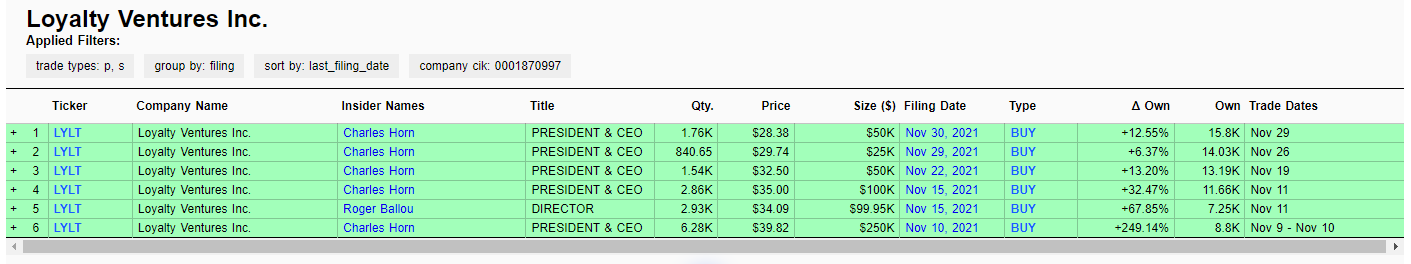 Loyalty Ventures Inc.
Applied Filters:
trade types: p, s group by: filing sort by: last_filing_date company cik: 0001870997
Ticker Company Name Insider Names Title Qty. Price Size ($) Filing Date Type Δ Own Own Trade Dates
+ 1 LYLT Loyalty Ventures Inc. Charles Horn PRESIDENT & CEO 1.76K $28.38 $50K Nov 30, 2021 BUY +12.55% 15.8K Nov 29
+ 2 LYLT Loyalty Ventures Inc. Charles Horn PRESIDENT & CEO 840.65 $29.74 $25K Nov 29, 2021 BUY +6.37% 14.03K Nov 26
+ 3 LYLT Loyalty Ventures Inc. Charles Horn PRESIDENT & CEO 1.54K $32.50 $50K Nov 22, 2021 BUY +13.20% 13.19K Nov 19
+ 4 LYLT Loyalty Ventures Inc. Charles Horn PRESIDENT & CEO 2.86K $35.00 $100K Nov 15, 2021 BUY +32.47% 11.66K Nov 11
+ 5 LYLT Loyalty Ventures Inc. Roger Ballou DIRECTOR 2.93K $34.09 $99.95K Nov 15, 2021 BUY +67.85% 7.25K Nov 11
+ 6 LYLT Loyalty Ventures Inc. Charles Horn PRESIDENT & CEO 6.28K $39.82 $250K Nov 10, 2021 BUY +249.14% 8.8K Nov 9 - Nov 10